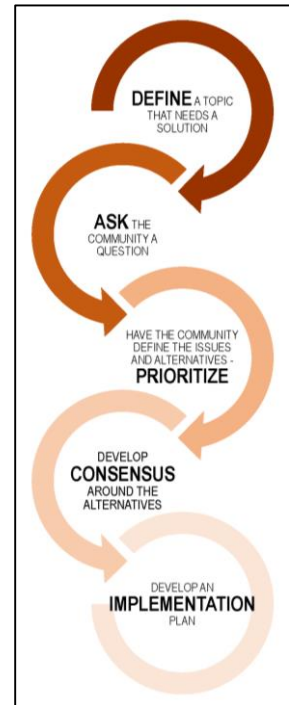 DEFINE A TOPIC
THAT NEEDS A
SOLUTION
ASK THE
COMMUNITY A
QUESTION
HAVE THE COMMUNITY
DEFINE THE ISSUES
AND ALTERNATIVES -
PRIORITIZE
DEVELOP
CONSENSUS
AROUND THE
ALTERNATIVES
DEVELOP AN
IMPLEMENTATION
PLAN